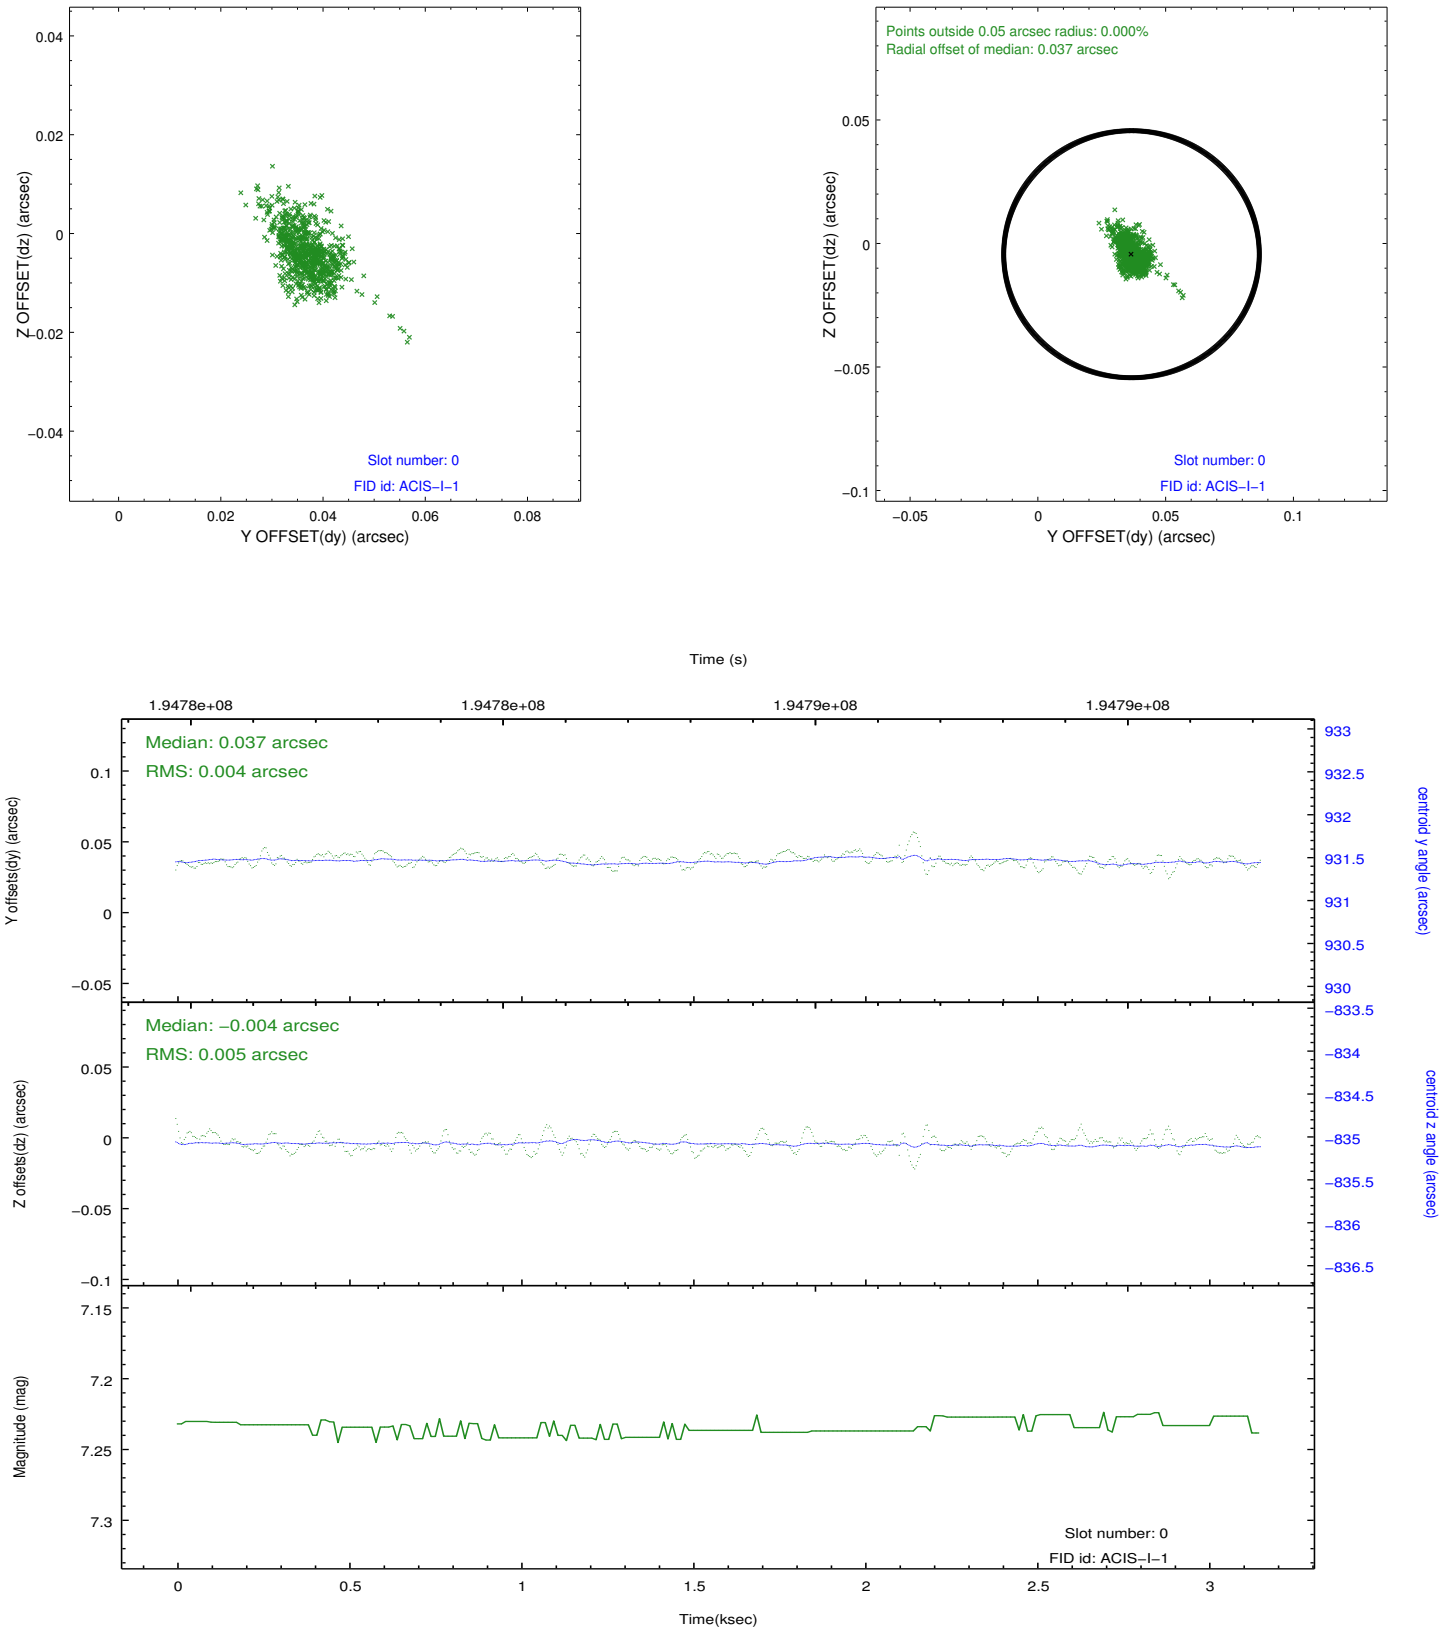 0.04
0.02
0
−0.02
−0.04
Z OFFSET(dz) (arcsec)
Slot number: 0
FID id: ACIS−I−1
0
0.02
0.04
0.06
0.08
Y OFFSET(dy) (arcsec)
Points outside 0.05 arcsec radius: 0.000%
Radial offset of median: 0.037 arcsec
0.05
0
−0.05
−0.1
Z OFFSET(dz) (arcsec)
Slot number: 0
FID id: ACIS−I−1
−0.05
0
0.05
0.1
Y OFFSET(dy) (arcsec)
Time (s)
1.9478e+08
1.9478e+08
1.9479e+08
1.9479e+08
Median: 0.037 arcsec
RMS: 0.004 arcsec
0.1
0.05
0
−0.05
Y offsets(dy) (arcsec)
933
932.5
932
931.5
931
930.5
930
centroid y angle (arcsec)
Median: −0.004 arcsec
RMS: 0.005 arcsec
0.05
0
−0.05
−0.1
Z offsets(dz) (arcsec)
−833.5
−834
−834.5
−835
−835.5
−836
−836.5
centroid z angle (arcsec)
7.15
7.2
7.25
7.3
Magnitude (mag)
Slot number: 0
FID id: ACIS−I−1
0
0.5
1
1.5
2
2.5
3
Time(ksec)